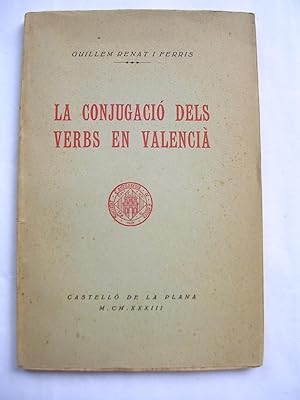 GUILLEM RENAT I FERRIS
LA CONJUGACIÓ DELS
VERBS EN VALENCIÀ
CASTELLÓ DE LA PLANA
M.CM.XXXIII